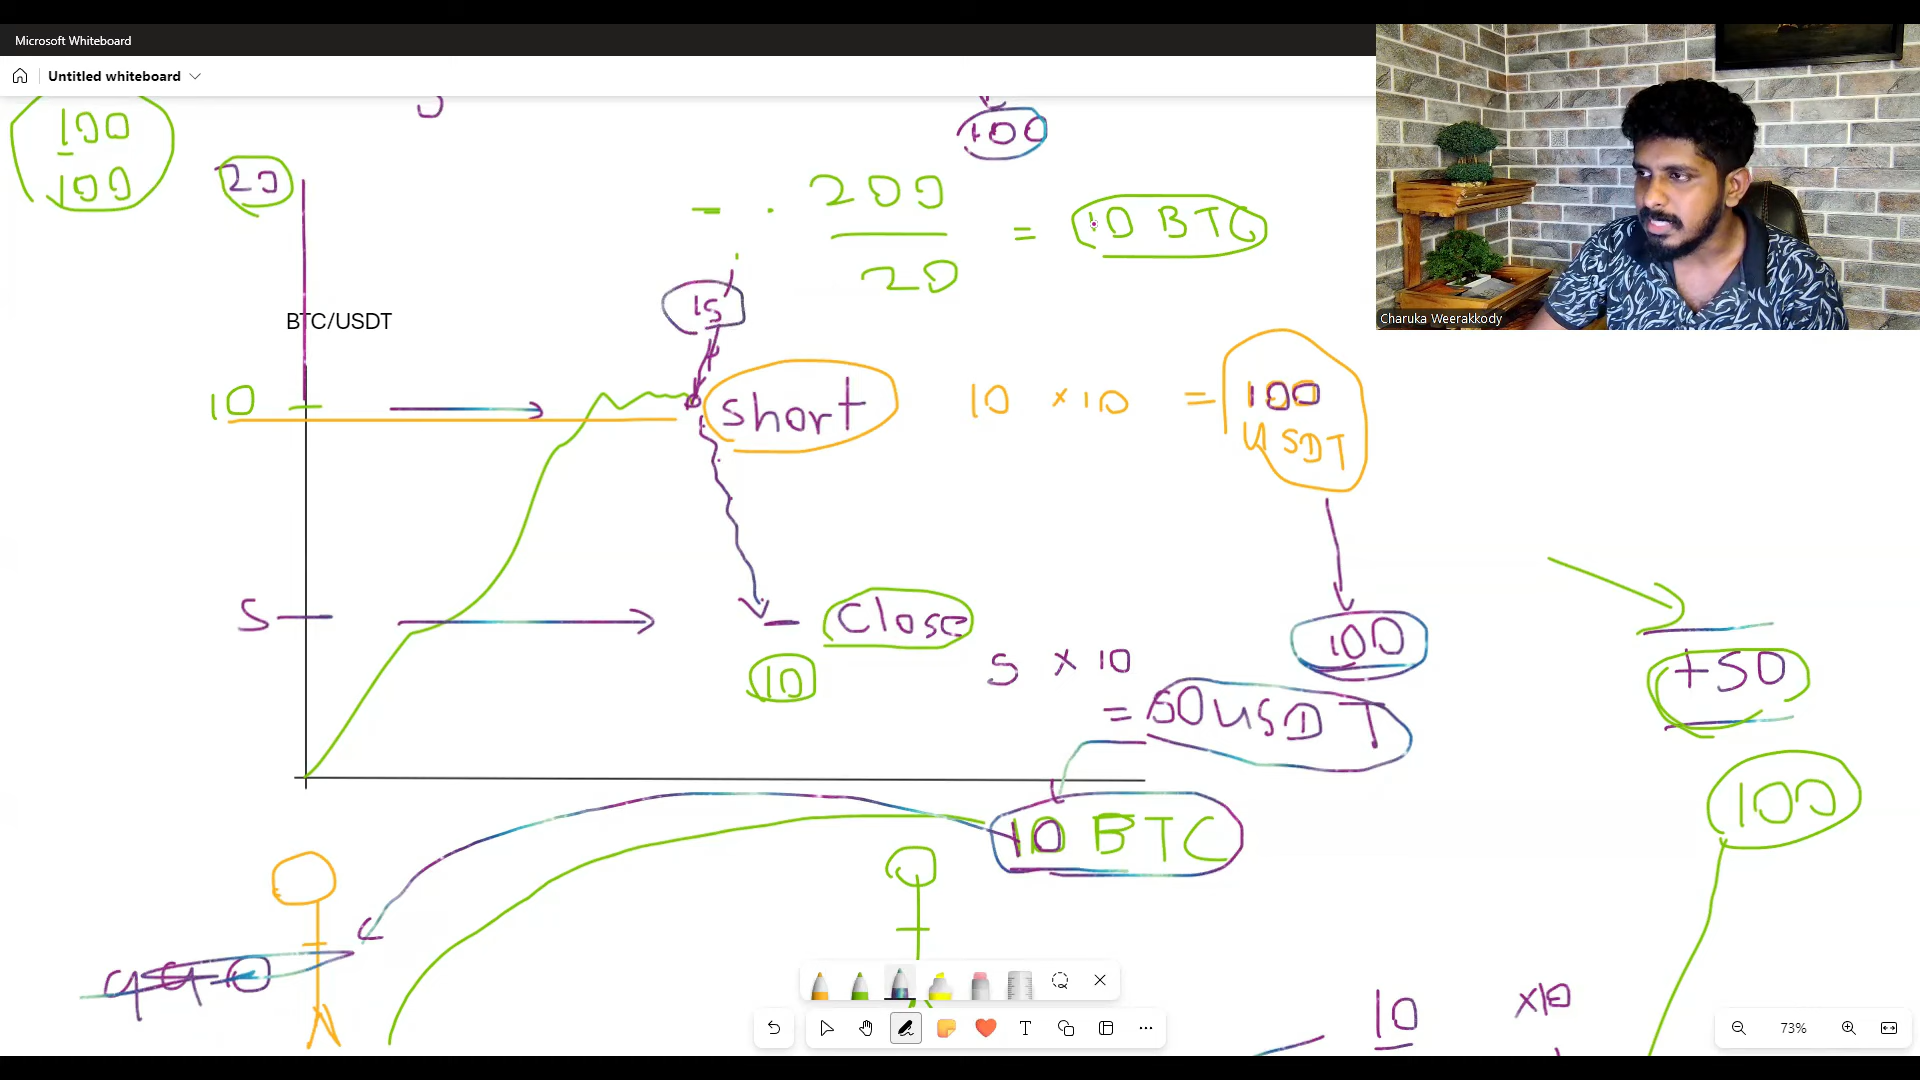 Microsoft Whiteboard
Untitled whiteboard
100
100
20
100
200
20
= 10 BTC
15
BTC/USDT
10
short
10 × 10 = 100
USDT
5
Close
10
5 × 10
= 50 USDT
100
+50
100
10 BTC
10
×10
Charuka Weerakkody
73%